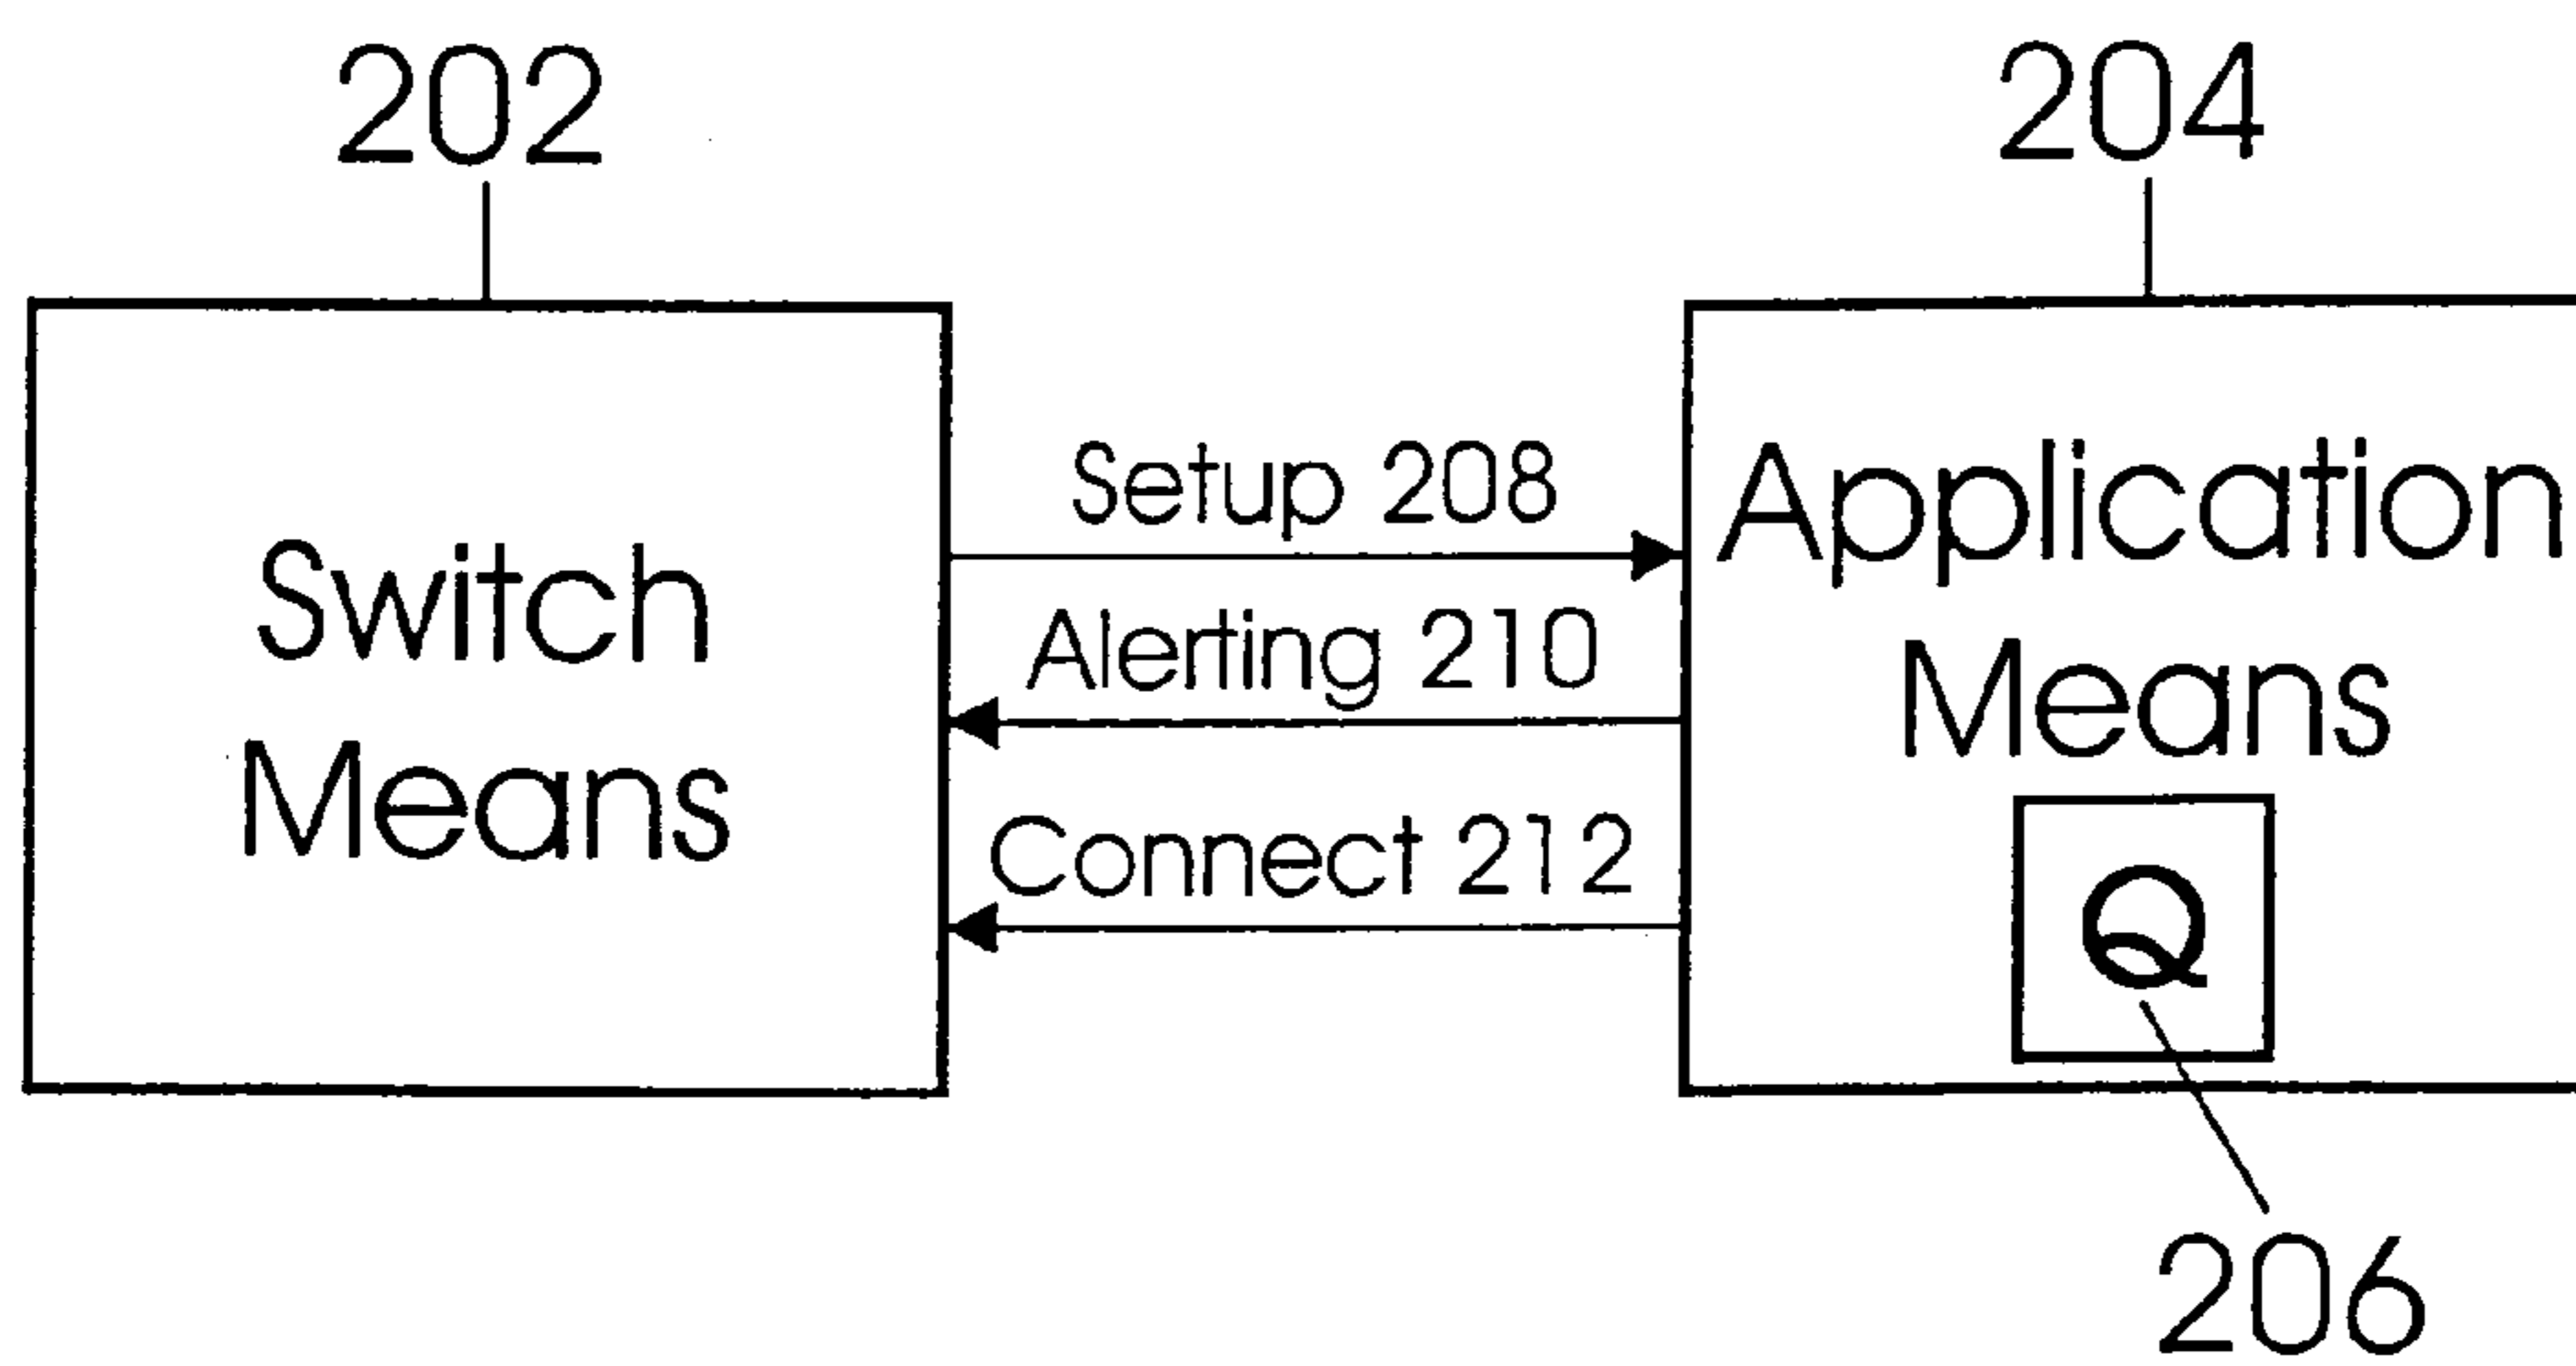 202
204
Switch
Means
Setup 208
Alerting 210
Connect 212
Application
Means
Q
206